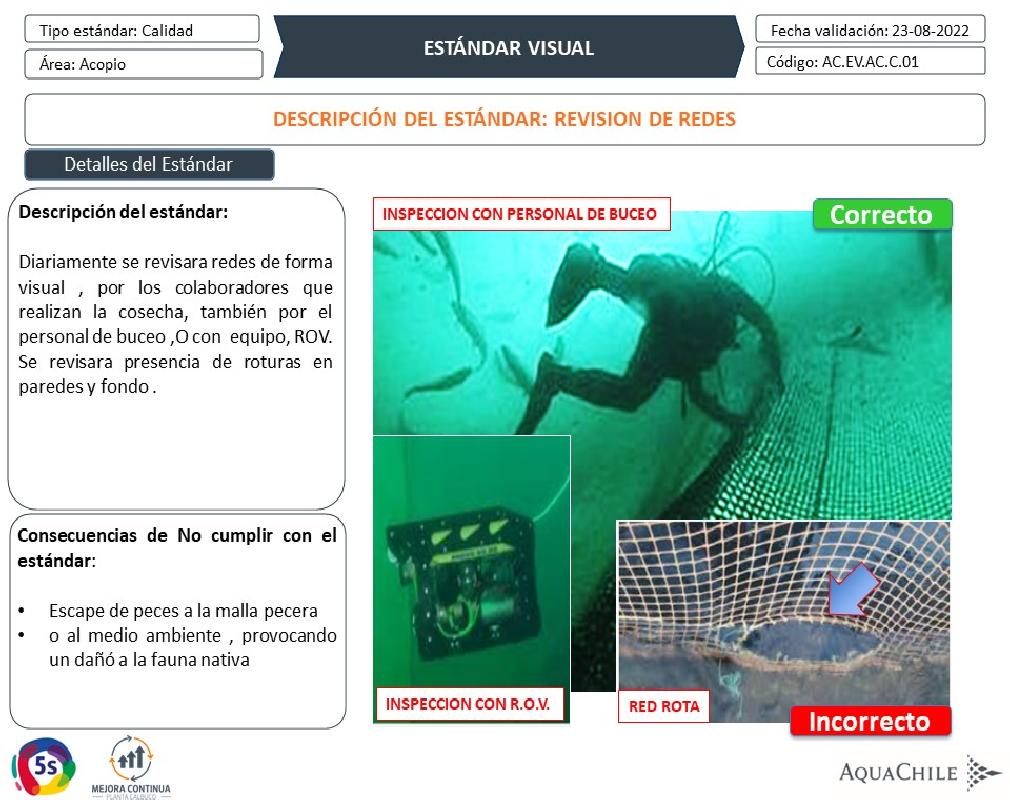 Tipo estándar: Calidad
Área: Acopio
ESTÁNDAR VISUAL
Fecha validación: 23-08-2022
Código: AC.EV.AC.C.01
DESCRIPCIÓN DEL ESTÁNDAR: REVISION DE REDES
Detalles del Estándar
Descripción del estándar:
Diariamente se revisara redes de forma
visual , por los colaboradores que
realizan la cosecha, también por el
personal de buceo ,O con equipo, ROV.
Se revisara presencia de roturas en
paredes y fondo .
Consecuencias de No cumplir con el
estándar:
• Escape de peces a la malla pecera
• o al medio ambiente , provocando
un dañó a la fauna nativa
INSPECCION CON PERSONAL DE BUCEO
Correcto
INSPECCION CON R.O.V.
RED ROTA
Incorrecto
5s
MEJORA CONTINUA
PLANTA CALBUCO
AQUACHILE